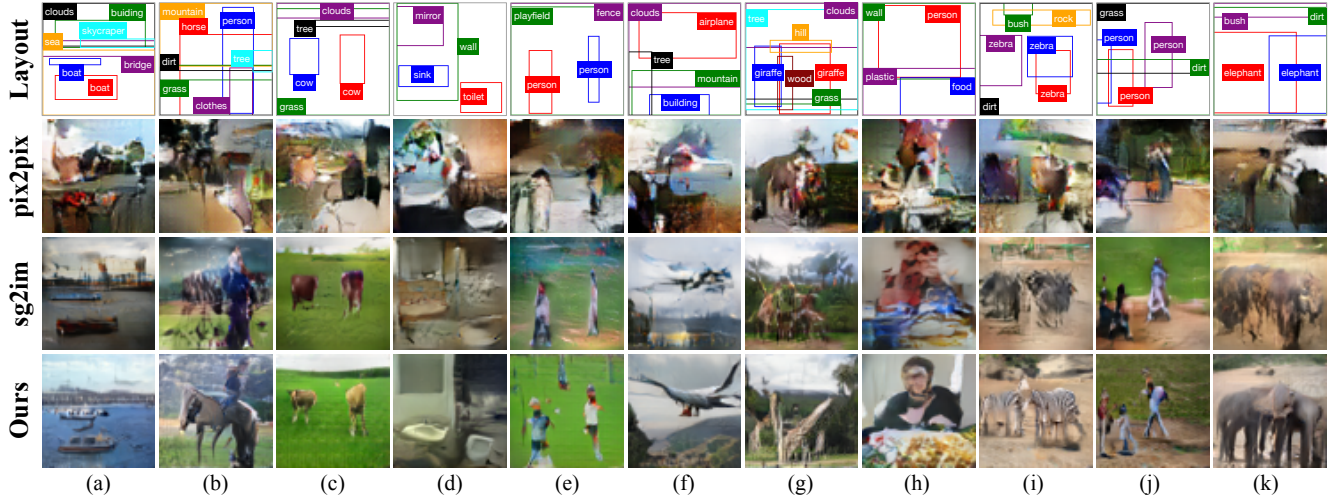 Layout
clouds buiding
skycraper
sea
bridge
boat
boat
mountain
person
horse
tree
dirt
grass
clothes
clouds
tree
cow
cow
grass
mirror
wall
sink
toilet
playfield fence
person
person
clouds
airplane
tree
mountain
building
clouds
tree
hill
giraffe wood giraffe
grass
wall
person
plastic
food
rock
bush
zebra zebra
zebra
dirt
grass
person
person
dirt
person
dirt
bush
elephant elephant
pix2pix
sg2im
Ours
(a) (b) (c) (d) (e) (f) (g) (h) (i) (j) (k)